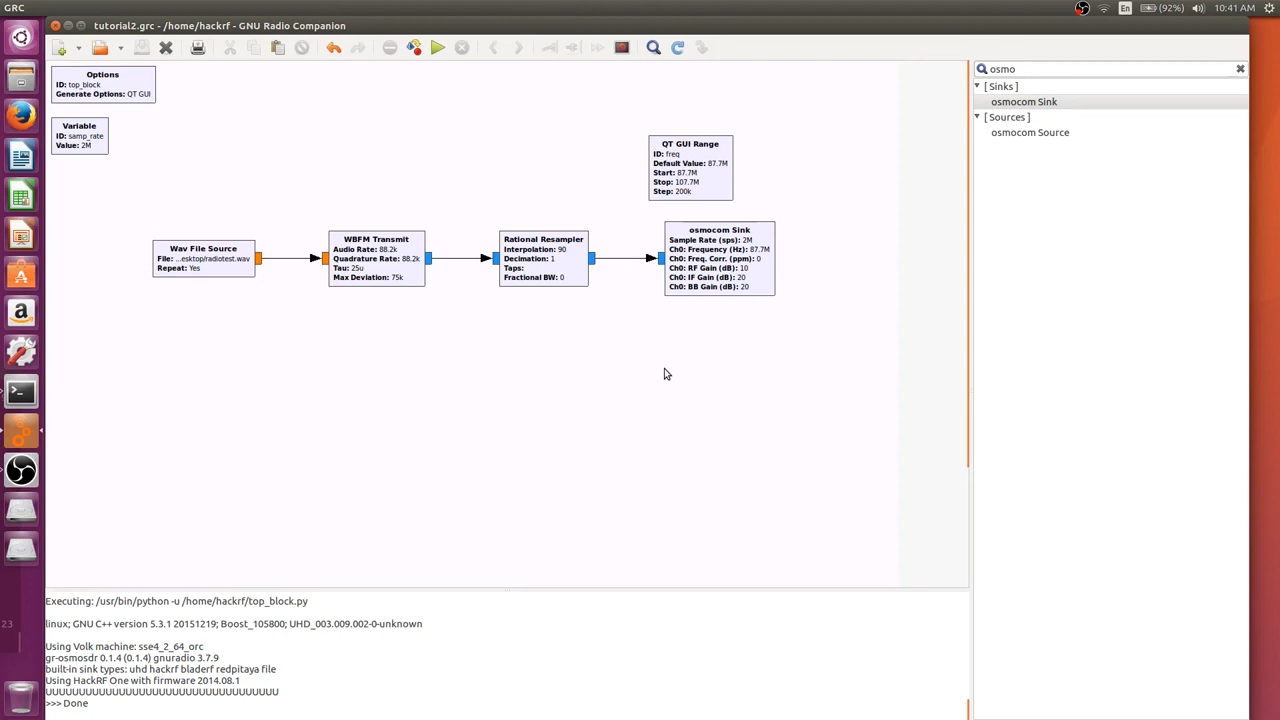 GRC
En
(92%)
10:41 AM
tutorial2.grc - /home/hackrf - GNU Radio Companion
Options
ID: top_block
Generate Options: QT GUI
Variable
ID: samp_rate
Value: 2M
QT GUI Range
ID: freq
Default Value: 87.7M
Start: 87.7M
Stop: 107.7M
Step: 200k
Wav File Source
File: ...esktop/radiotest.wav
Repeat: Yes
WBFM Transmit
Audio Rate: 88.2k
Quadrature Rate: 88.2k
Tau: 25u
Max Deviation: 75k
Rational Resampler
Interpolation: 90
Decimation: 1
Taps:
Fractional BW: 0
osmocom Sink
Sample Rate (sps): 2M
Ch0: Frequency (Hz): 87.7M
Ch0: Freq. Corr. (ppm): 0
Ch0: RF Gain (dB): 10
Ch0: IF Gain (dB): 20
Ch0: BB Gain (dB): 20
osmo
[ Sinks ]
osmocom Sink
[ Sources ]
osmocom Source
Executing: /usr/bin/python -u /home/hackrf/top_block.py
linux; GNU C++ version 5.3.1 20151219; Boost_105800; UHD_003.009.002-0-unknown
Using Volk machine: sse4_2_64_orc
gr-osmosdr 0.1.4 (0.1.4) gnuradio 3.7.9
built-in sink types: uhd hackrf bladerf redpitaya file
Using HackRF One with firmware 2014.08.1
UUUUUUUUUUUUUUUUUUUUUUUUUUUUUUUUUUU
>>> Done
23